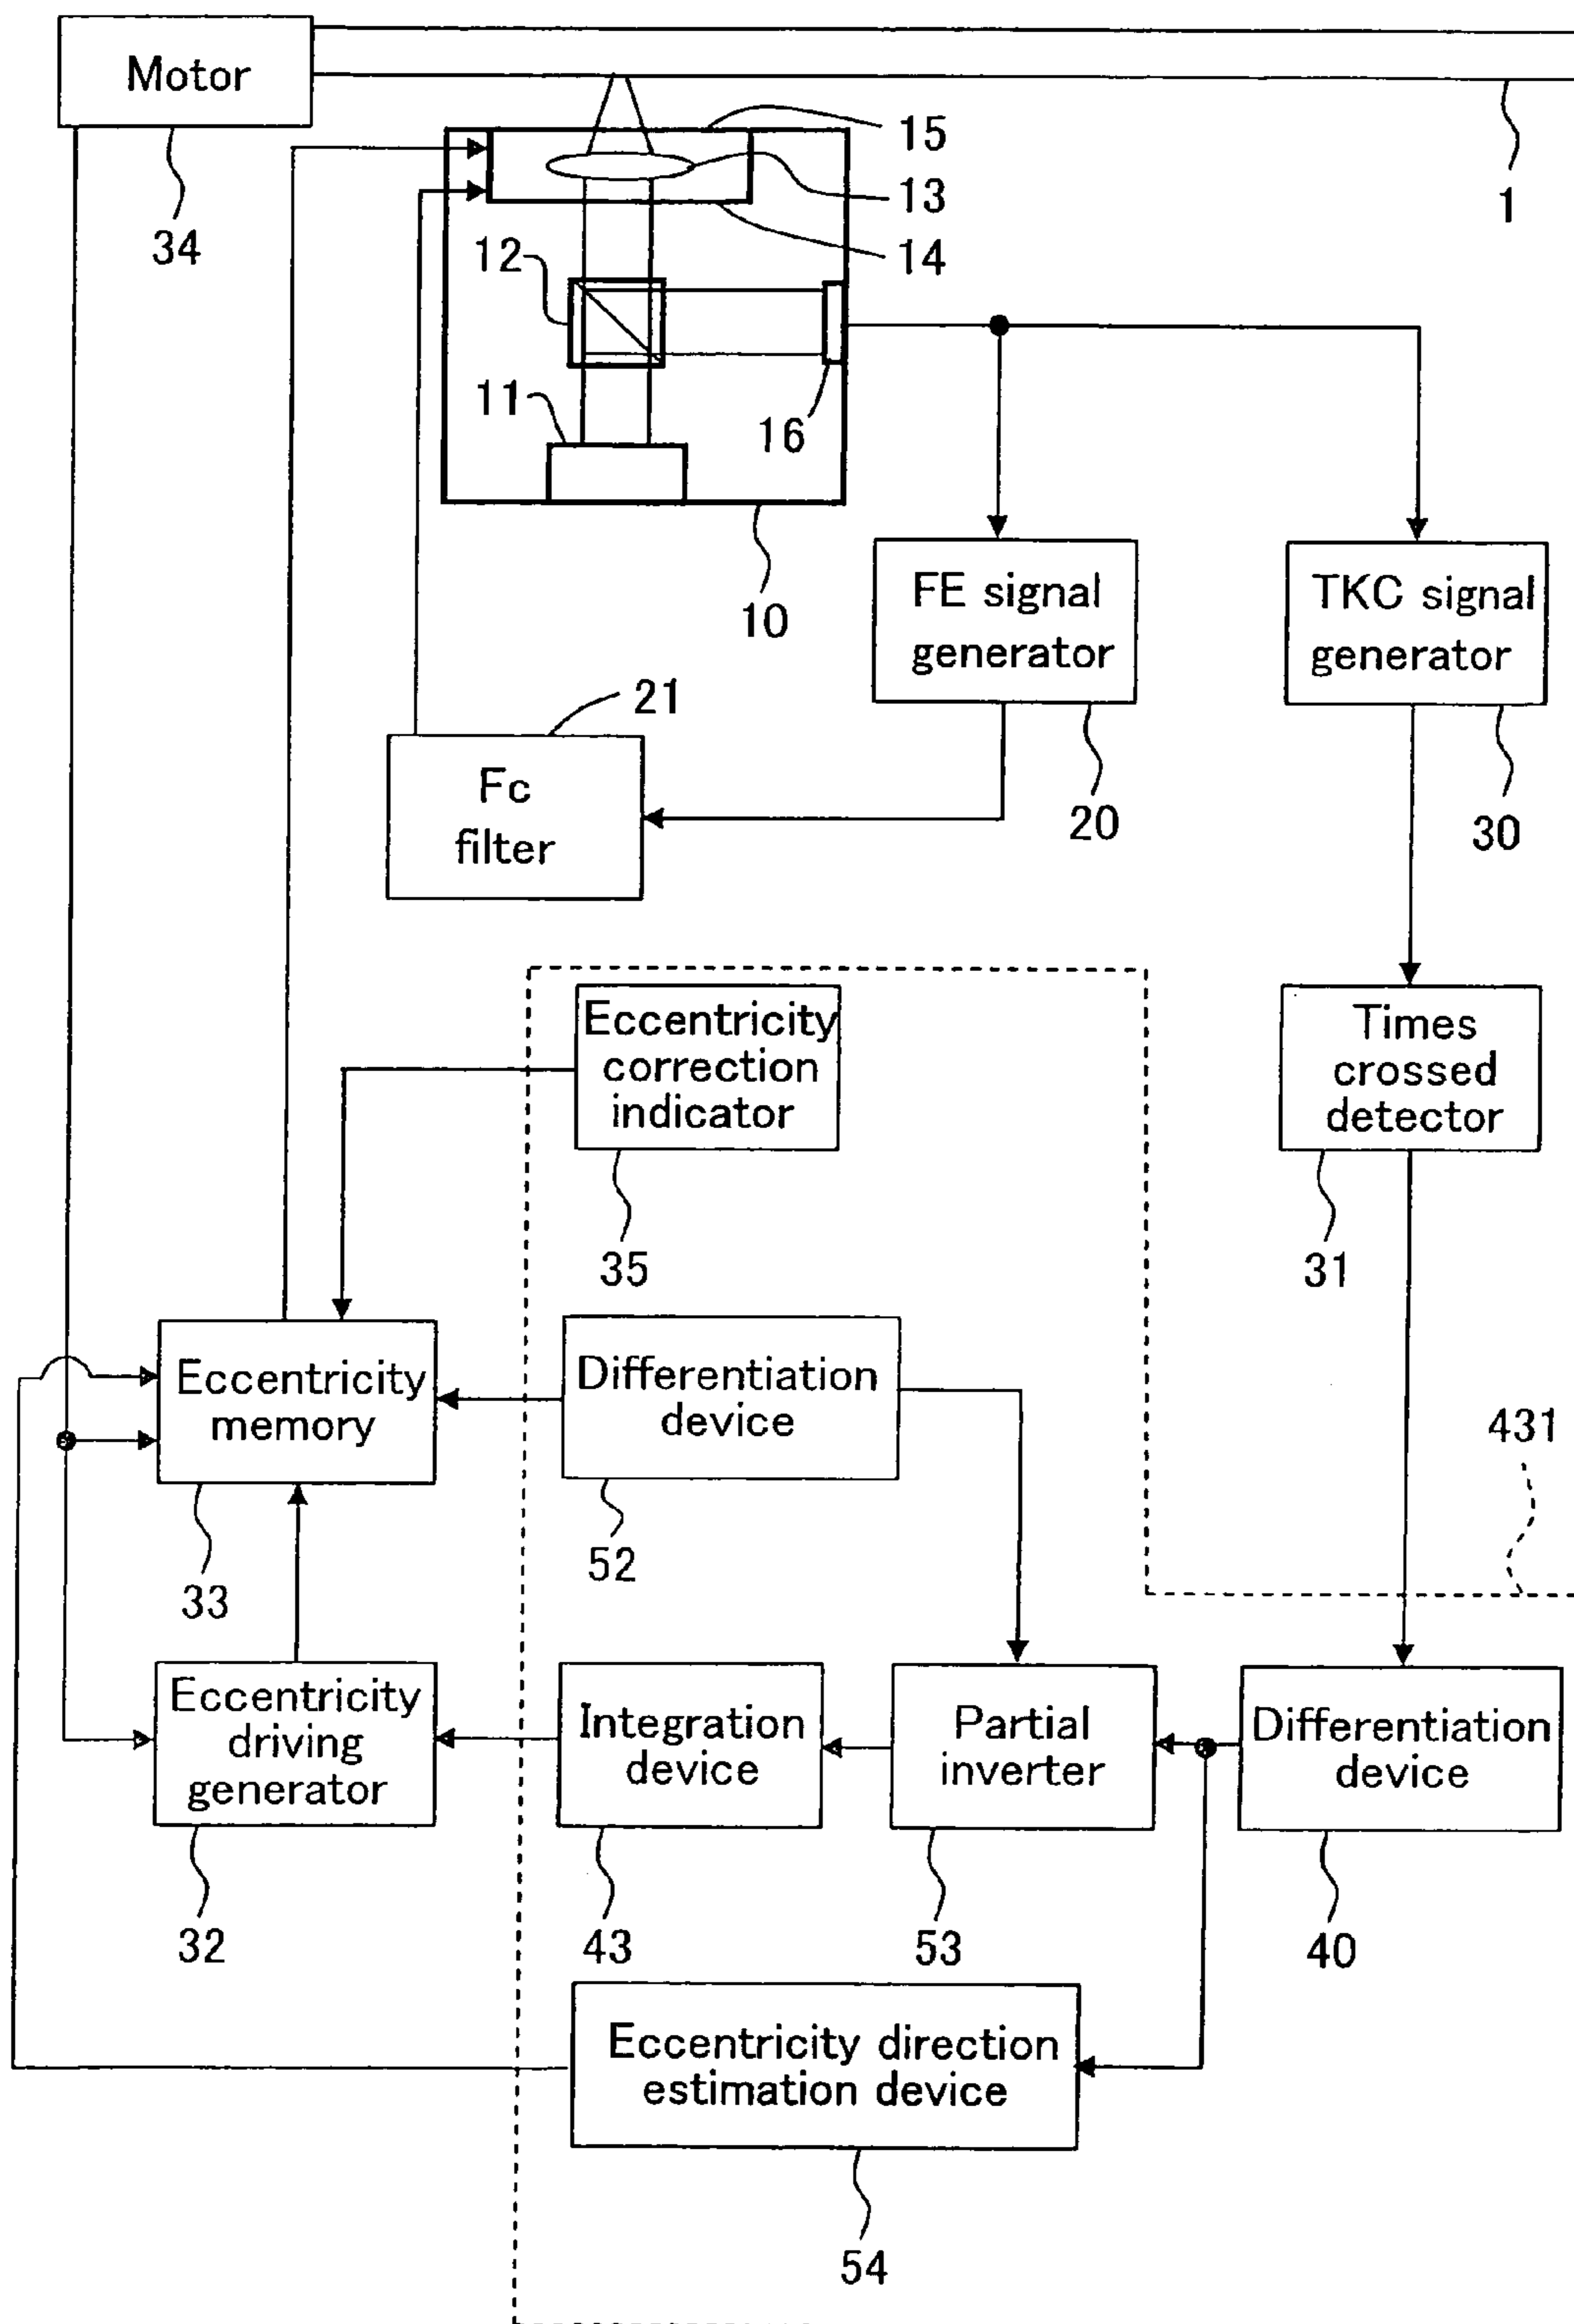 Motor
34
1
15
13
14
12
11
16
10
FE signal
generator
20
TKC signal
generator
30
21
Fc
filter
Eccentricity
correction
indicator
35
Times
crossed
detector
31
Eccentricity
memory
33
Differentiation
device
52
431
Eccentricity
driving
generator
32
Integration
device
43
Partial
inverter
53
Differentiation
device
40
Eccentricity direction
estimation device
54